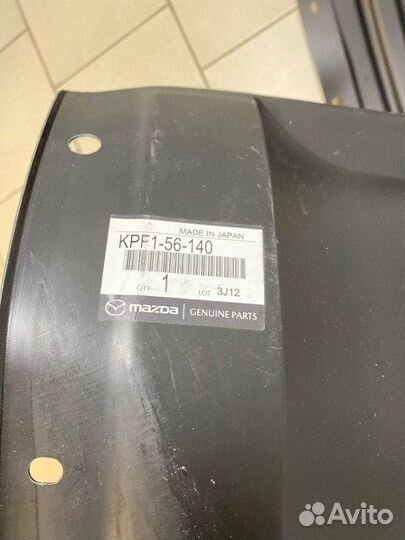 MADE IN JAPAN
KPF1-56-140
QTY 1 LOT 3J12
mazda GENUINE PARTS
Avito